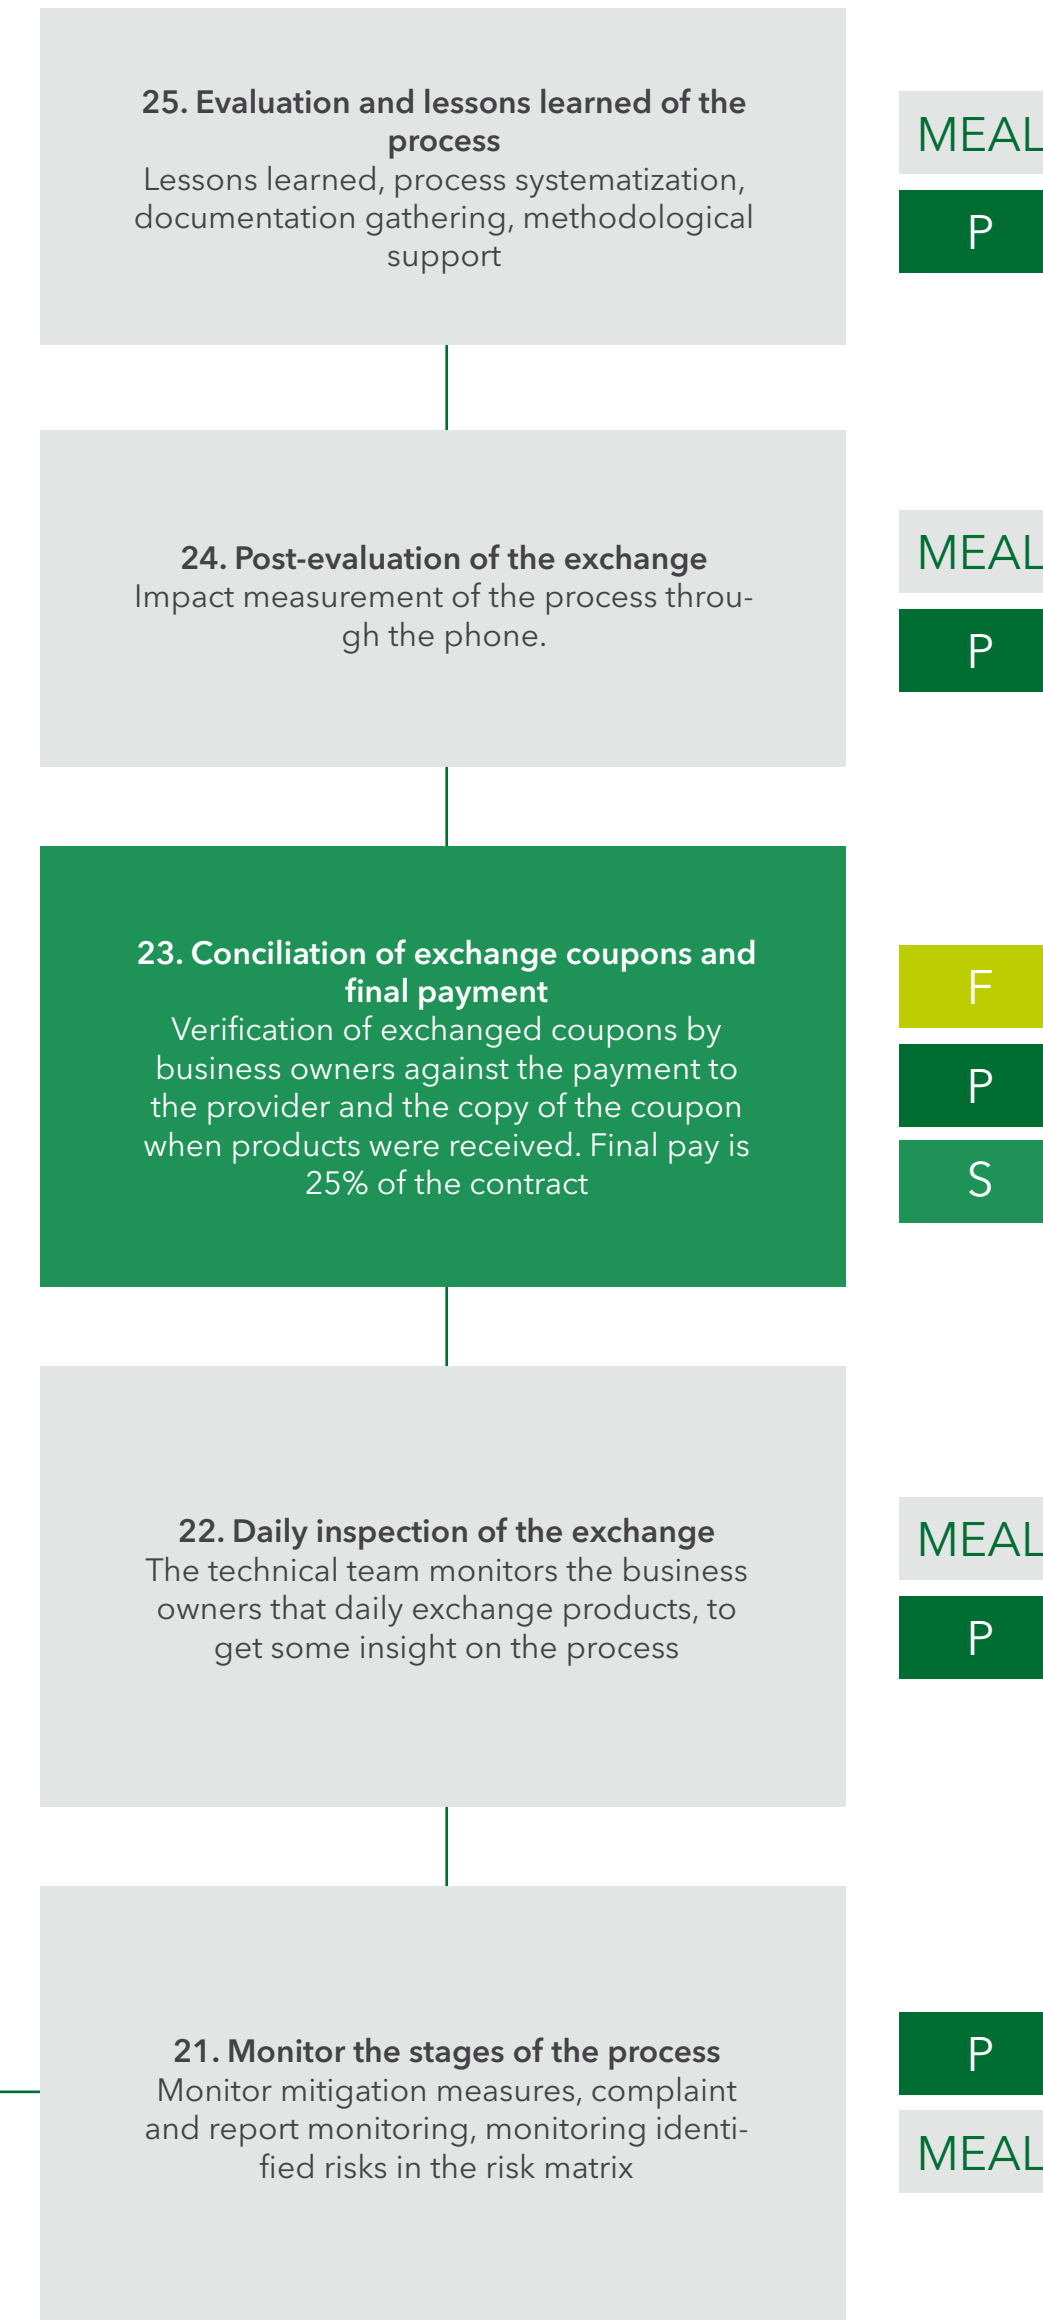 25. Evaluation and lessons learned of the
process
Lessons learned, process systematization,
documentation gathering, methodological
support
MEAL
P
24. Post-evaluation of the exchange
Impact measurement of the process throu-
gh the phone.
MEAL
P
23. Conciliation of exchange coupons and
final payment
Verification of exchanged coupons by
business owners against the payment to
the provider and the copy of the coupon
when products were received. Final pay is
25% of the contract
F
P
S
22. Daily inspection of the exchange
The technical team monitors the business
owners that daily exchange products, to
get some insight on the process
MEAL
P
21. Monitor the stages of the process
Monitor mitigation measures, complaint
and report monitoring, monitoring identi-
fied risks in the risk matrix
P
MEAL